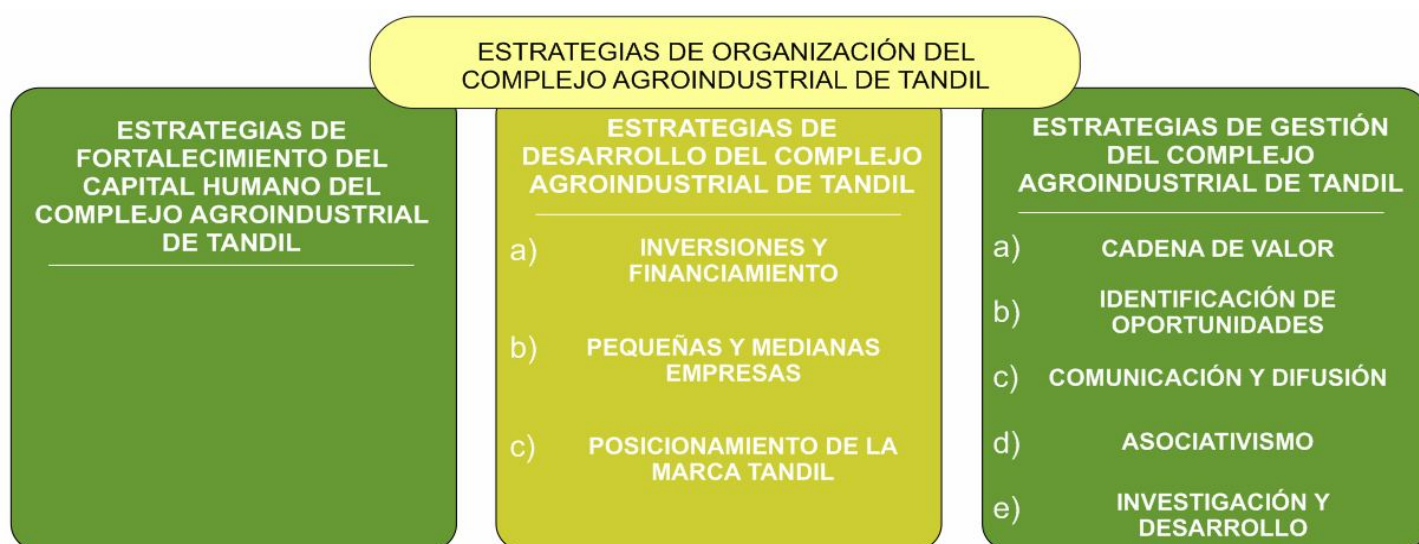 ESTRATEGIAS DE ORGANIZACIÓN DEL
COMPLEJO AGROINDUSTRIAL DE TANDIL
ESTRATEGIAS DE
FORTALECIMIENTO DEL
CAPITAL HUMANO DEL
COMPLEJO AGROINDUSTRIAL
DE TANDIL
ESTRATEGIAS DE
DESARROLLO DEL COMPLEJO
AGROINDUSTRIAL DE TANDIL
a) INVERSIONES Y
FINANCIAMIENTO
b) PEQUEÑAS Y MEDIANAS
EMPRESAS
c) POSICIONAMIENTO DE LA
MARCA TANDIL
ESTRATEGIAS DE GESTIÓN
DEL COMPLEJO
AGROINDUSTRIAL DE TANDIL
a) CADENA DE VALOR
b) IDENTIFICACIÓN DE
OPORTUNIDADES
c) COMUNICACIÓN Y DIFUSIÓN
d) ASOCIATIVISMO
e) INVESTIGACIÓN Y
DESARROLLO